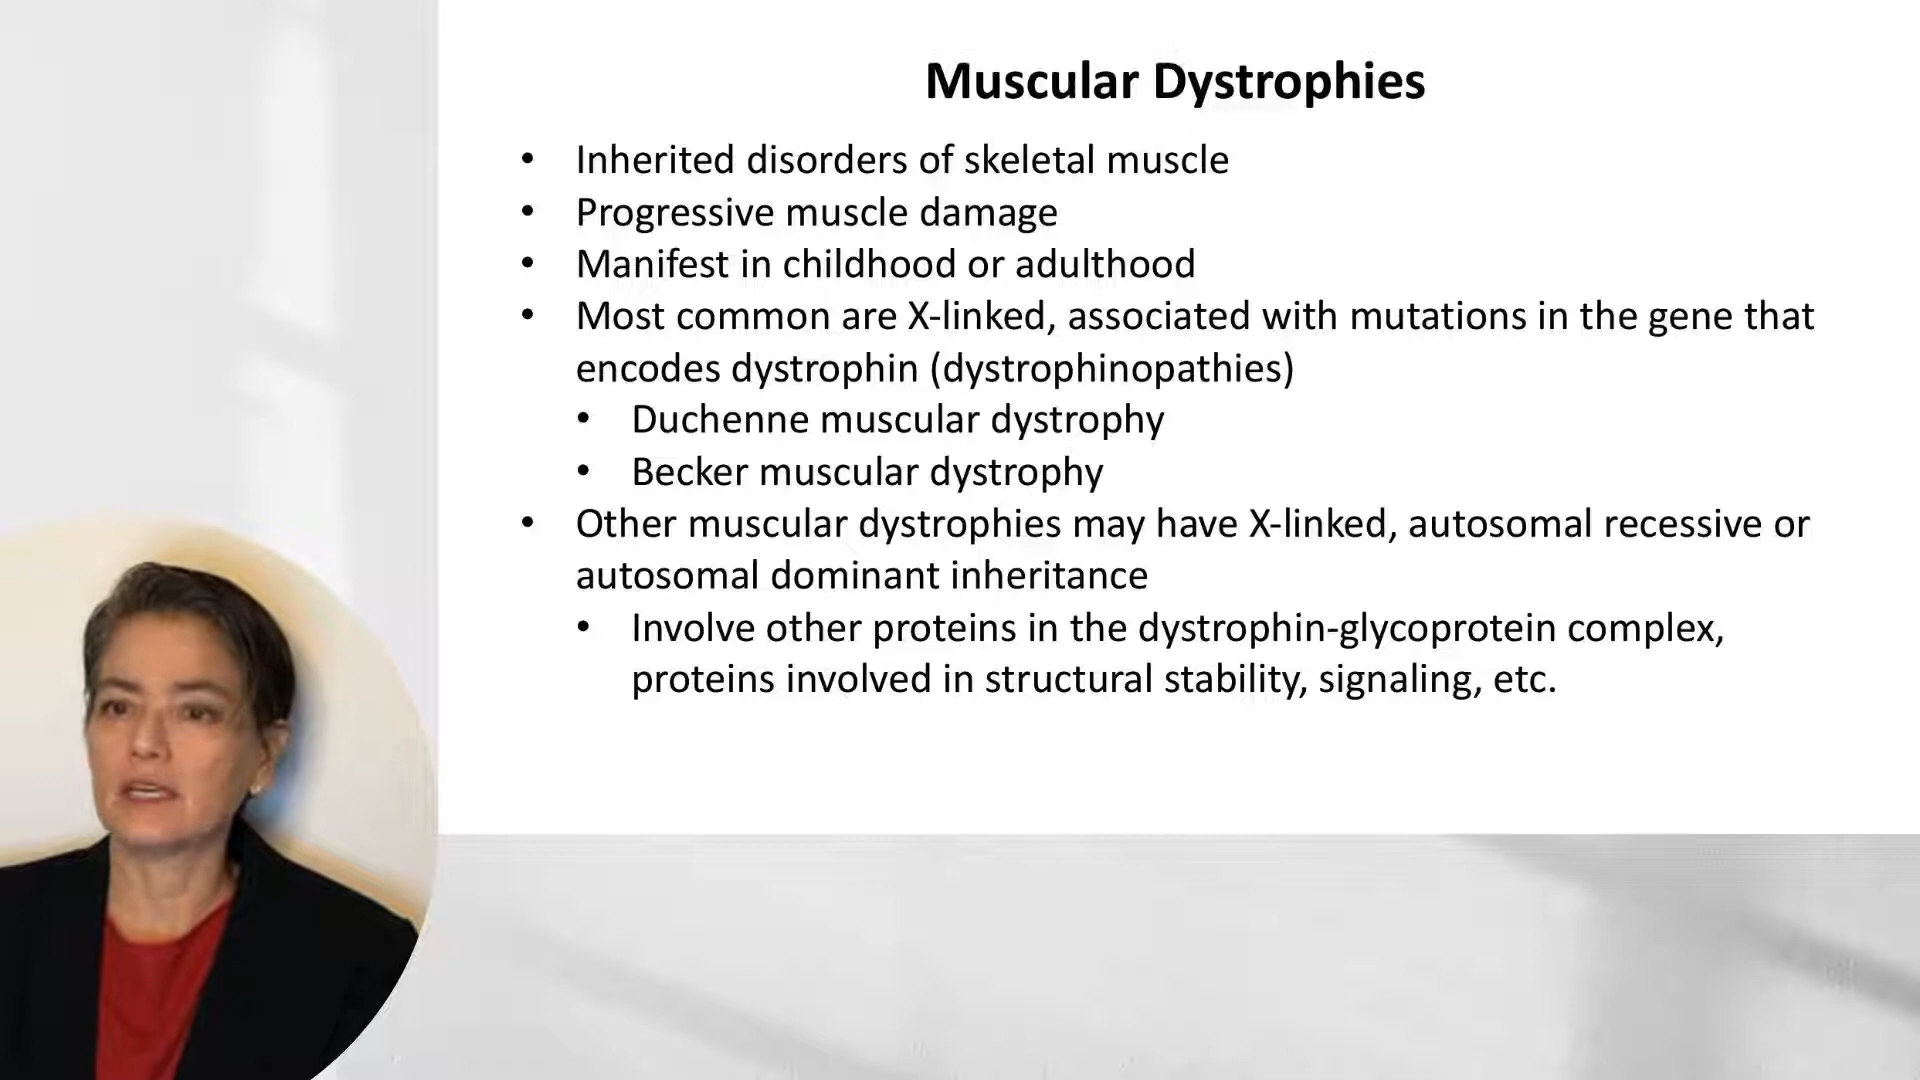 Muscular Dystrophies
• Inherited disorders of skeletal muscle
• Progressive muscle damage
• Manifest in childhood or adulthood
• Most common are X-linked, associated with mutations in the gene that
encodes dystrophin (dystrophinopathies)
• Duchenne muscular dystrophy
• Becker muscular dystrophy
• Other muscular dystrophies may have X-linked, autosomal recessive or
autosomal dominant inheritance
• Involve other proteins in the dystrophin-glycoprotein complex,
proteins involved in structural stability, signaling, etc.